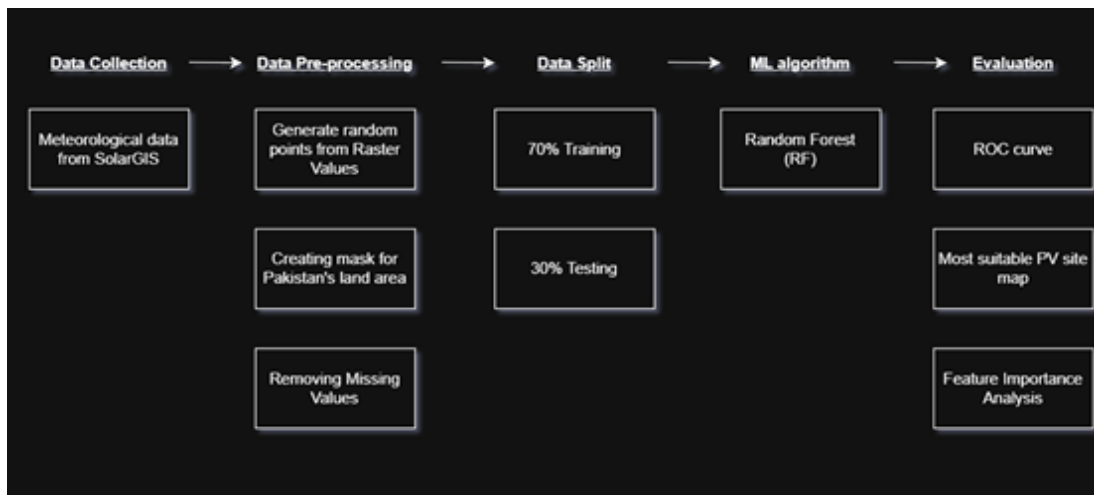 Data Collection
Data Pre-processing
Data Split
ML algorithm
Evaluation
Meteorological data
from SolarGIS
Generate random
points from Raster
Values
Creating mask for
Pakistan's land area
Removing Missing
Values
70% Training
30% Testing
Random Forest
(RF)
ROC curve
Most suitable PV site
map
Feature Importance
Analysis